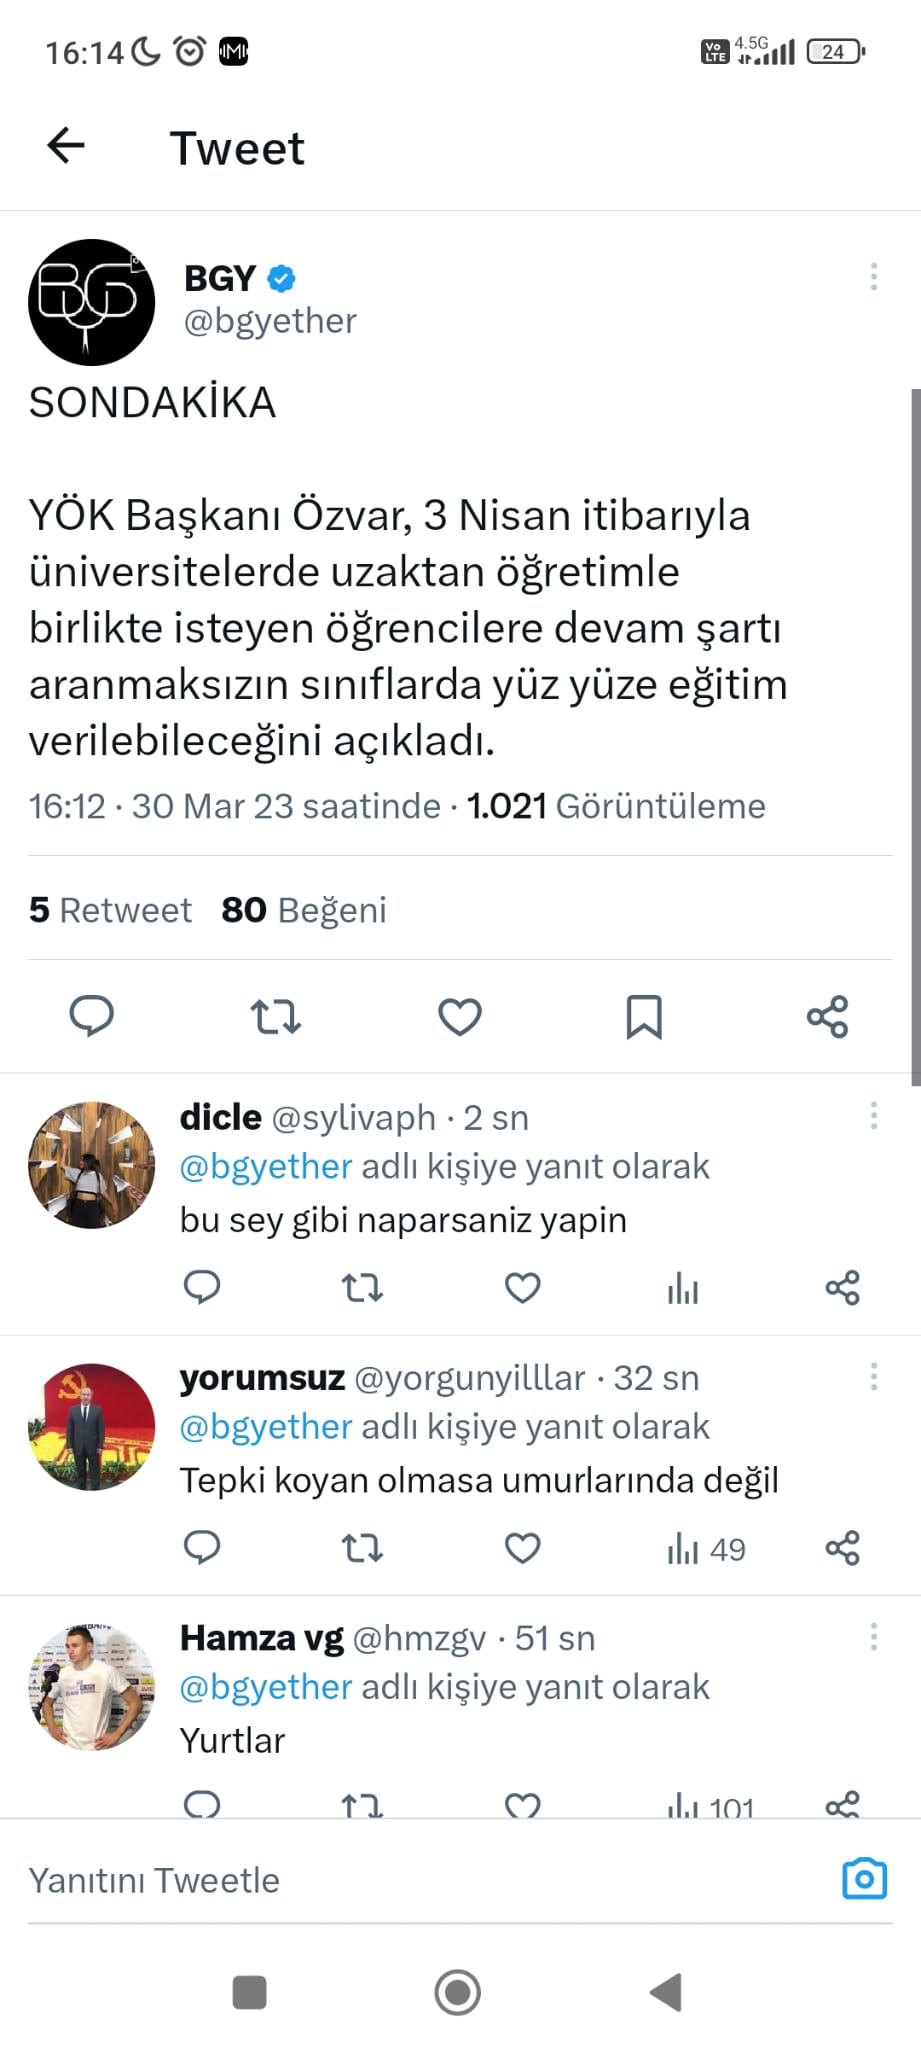 16:14
Vo LTE 4.5G 24
Tweet
BGY
@bgyether
SONDAKİKA
YÖK Başkanı Özvar, 3 Nisan itibarıyla
üniversitelerde uzaktan öğretimle
birlikte isteyen öğrencilere devam şartı
aranmaksızın sınıflarda yüz yüze eğitim
verilebileceğini açıkladı.
16:12 · 30 Mar 23 saatinde · 1.021 Görüntüleme
5 Retweet 80 Beğeni
dicle @sylivaph · 2 sn
@bgyether adlı kişiye yanıt olarak
bu sey gibi naparsaniz yapin
yorumsuz @yorgunyilllar · 32 sn
@bgyether adlı kişiye yanıt olarak
Tepki koyan olmasa umurlarında değil
49
Hamza vg @hmzgv · 51 sn
@bgyether adlı kişiye yanıt olarak
Yurtlar
101
Yanıtını Tweetle